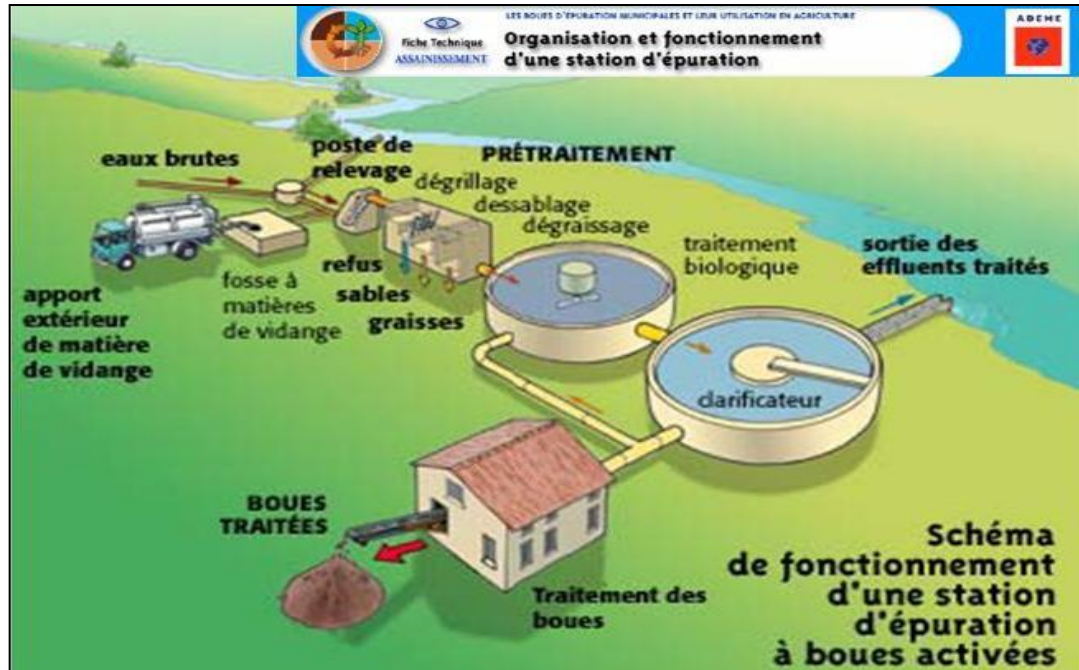 LES BOUES D'ÉPURATION MUNICIPALES ET LEUR UTILISATION EN AGRICULTURE
Fiche Technique
ASSAINISSEMENT
Organisation et fonctionnement
d'une station d'épuration
ADEME
eaux brutes
poste de
relevage
PRÉTRAITEMENT
dégrillage
dessablage
dégraissage
traitement
biologique
sortie des
effluents traités
apport
extérieur
de matière
de vidange
fosse à
matières
de vidange
refus
sables
graisses
clarificateur
BOUES
TRAITÉES
Traitement des
boues
Schéma
de fonctionnement
d'une station
d'épuration
à boues activées